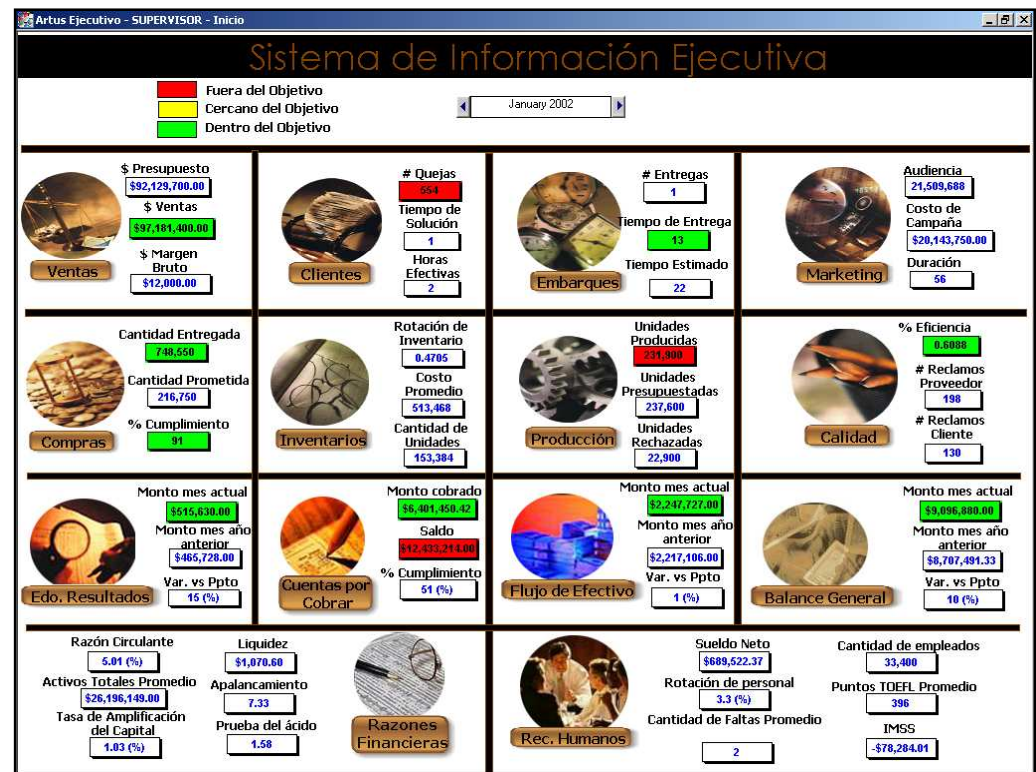 Artus Ejecutivo - SUPERVISOR - Inicio
Sistema de Información Ejecutiva
Fuera del Objetivo
Cercano del Objetivo
Dentro del Objetivo
January 2002
$ Presupuesto
$92,129,700.00
$ Ventas
$97,181,400.00
$ Margen
Bruto
$12,000.00
Ventas
# Quejas
554
Tiempo de
Solución
1
Horas
Efectivas
2
Clientes
# Entregas
1
Tiempo de Entrega
13
Tiempo Estimado
22
Embarques
Audiencia
21,509,688
Costo de
Campaña
$20,143,750.00
Duración
56
Marketing
Cantidad Entregada
748,550
Cantidad Prometida
216,750
% Cumplimiento
91
Compras
Rotación de
Inventario
0.4705
Costo
Promedio
513,468
Cantidad de
Unidades
153,384
Inventarios
Unidades
Producidas
231,800
Unidades
Presupuestadas
237,600
Unidades
Rechazadas
22,900
Producción
% Eficiencia
0.6088
# Reclamos
Proveedor
198
# Reclamos
Cliente
130
Calidad
Monto mes actual
$515,630.00
Monto mes año
anterior
$465,728.00
Var. vs Ppto
15 (%)
Edo. Resultados
Monto cobrado
$6,401,450.42
Saldo
$12,433,214.00
% Cumplimiento
51 (%)
Cuentas por
Cobrar
Monto mes actual
$2,247,727.00
Monto mes año
anterior
$2,217,106.00
Var. vs Ppto
1 (%)
Flujo de Efectivo
Monto mes actual
$9,096,880.00
Monto mes año
anterior
$8,707,491.33
Var. vs Ppto
10 (%)
Balance General
Razón Circulante
5.01 (%)
Activos Totales Promedio
$26,196,149.00
Tasa de Amplificación
del Capital
1.03 (%)
Liquidez
$1,070.60
Apalancamiento
7.33
Prueba del ácido
1.58
Razones
Financieras
Sueldo Neto
$689,522.37
Rotación de personal
3.3 (%)
Cantidad de Faltas Promedio
2
Rec. Humanos
Cantidad de empleados
33,400
Puntos TOEFL Promedio
396
IMSS
-$78,284.01